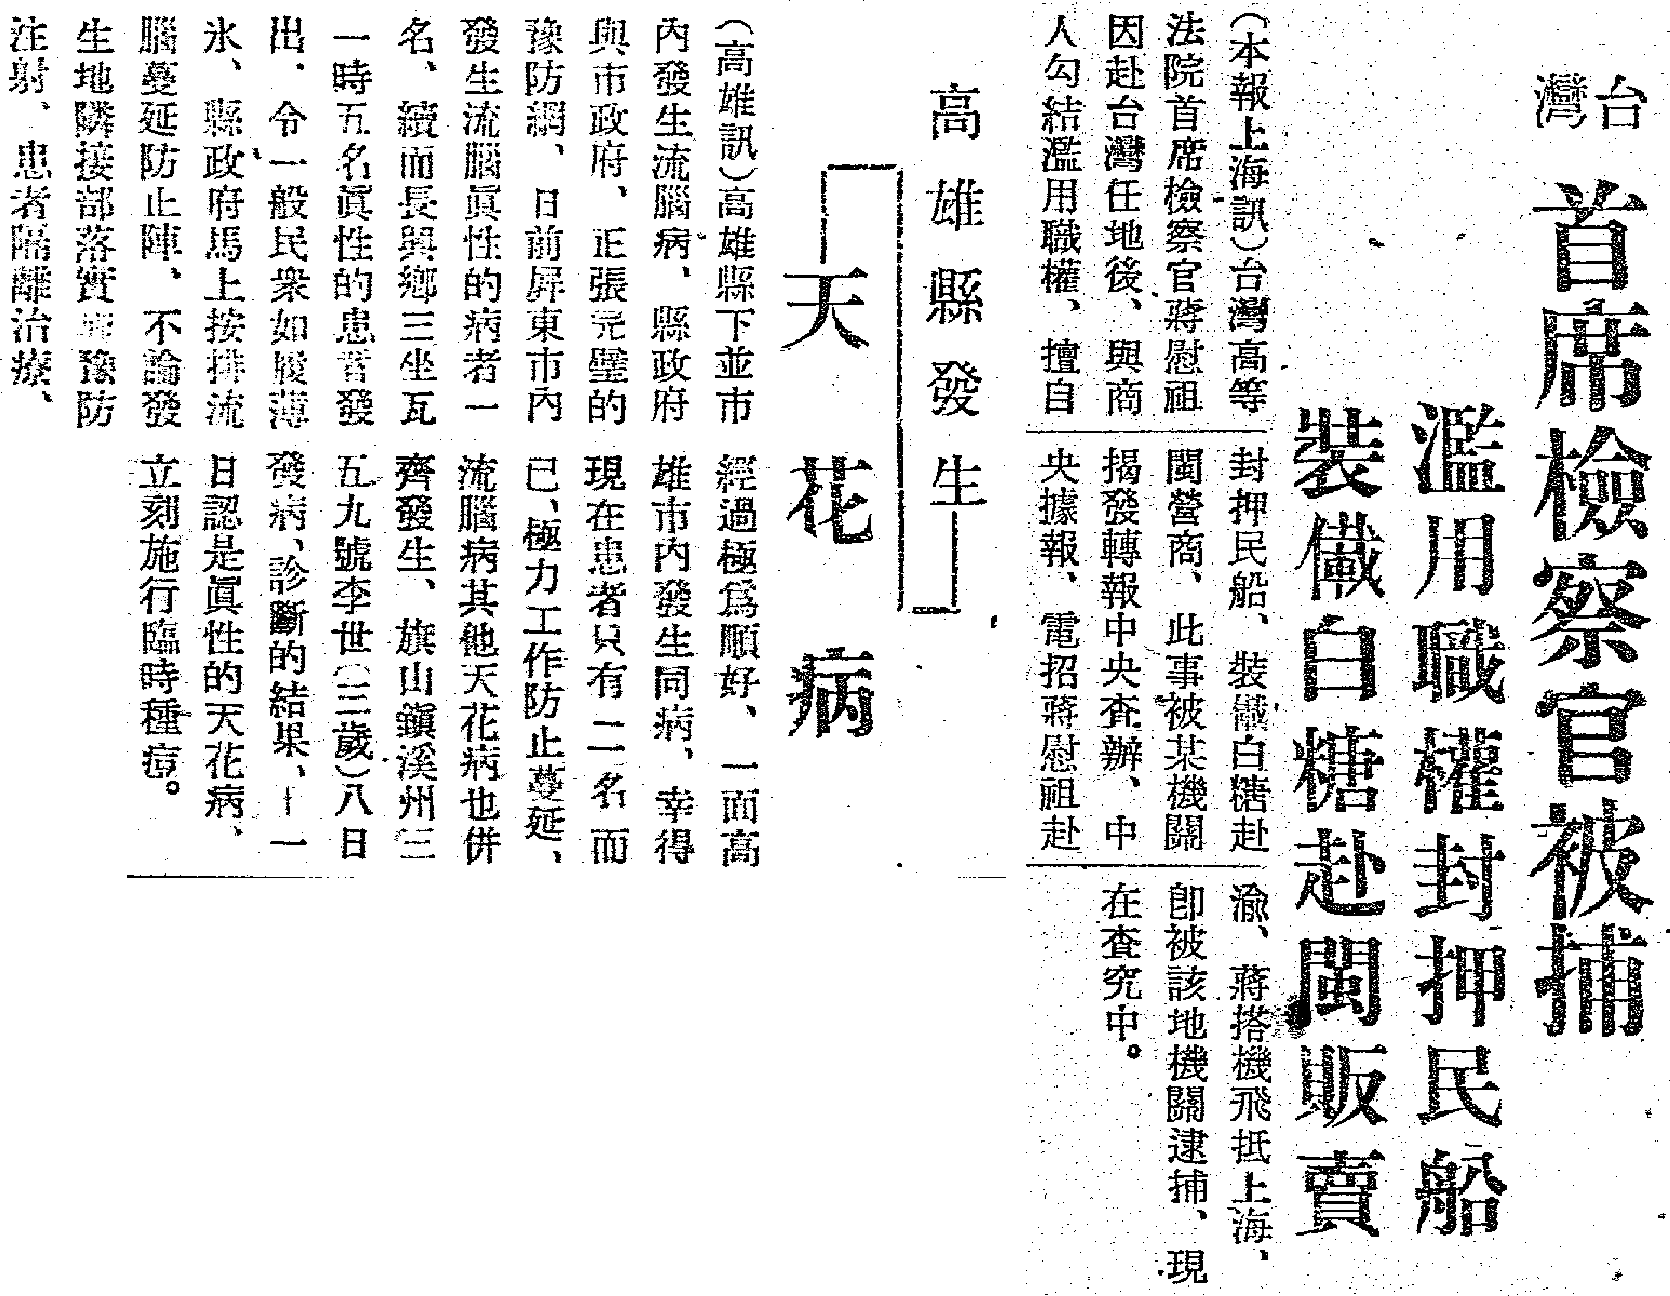 台灣
首席檢察官被捕
濫用職權封押民船
裝儎白糖赴閩販賣
(本報上海訊)台灣高等
法院首席檢察官蔣慰祖
因赴台灣任地後、與商
人勾結濫用職權、擅自
封押民船、裝儎白糖赴
閩營商、此事被某機關
揭發轉報中央查辦、中
央據報、電招蔣慰祖赴
渝、蔣搭機飛抵上海、
卽被該地機關逮捕、現
在查究中。
高雄縣發生
天花病
(高雄訊)高雄縣下並市
內發生流腦病、縣政府
與市政府、正張完璧的
豫防網、日前屏東市內
發生流腦眞性的病者一
名、續而長興鄉三坐瓦
一時五名眞性的患者發
出、令一般民衆如履薄
氷、縣政府馬上按排流
腦蔓延防止陣、不論發
生地隣接部落實施豫防
注射、患者隔離治療、
經過極爲順好、一面高
雄市內發生同病、幸得
現在患者只有二名而
已、極力工作防止蔓延、
流腦病其他天花病也併
齊發生、旗山鎭溪州三
五九號李世(三歲)八日
發病、診斷的結果、十一
日認是眞性的天花病、
立刻施行臨時種痘。